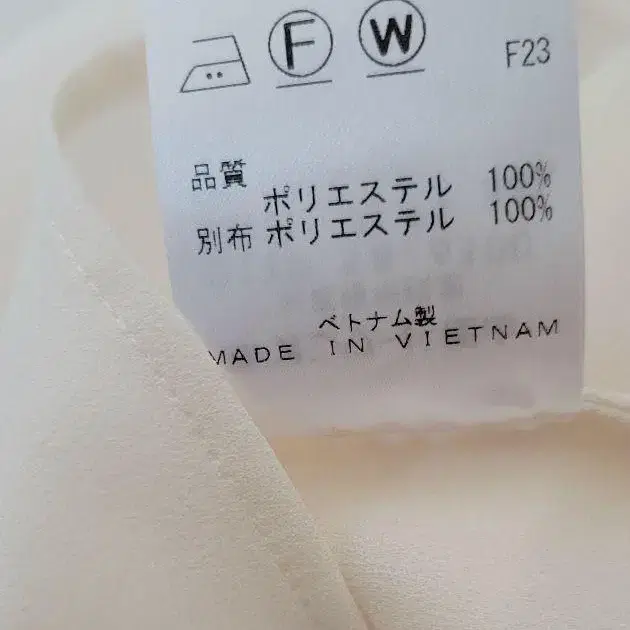 F W F23
品質
ポリエステル 100%
別布 ポリエステル 100%
ベトナム製
MADE IN VIETNAM